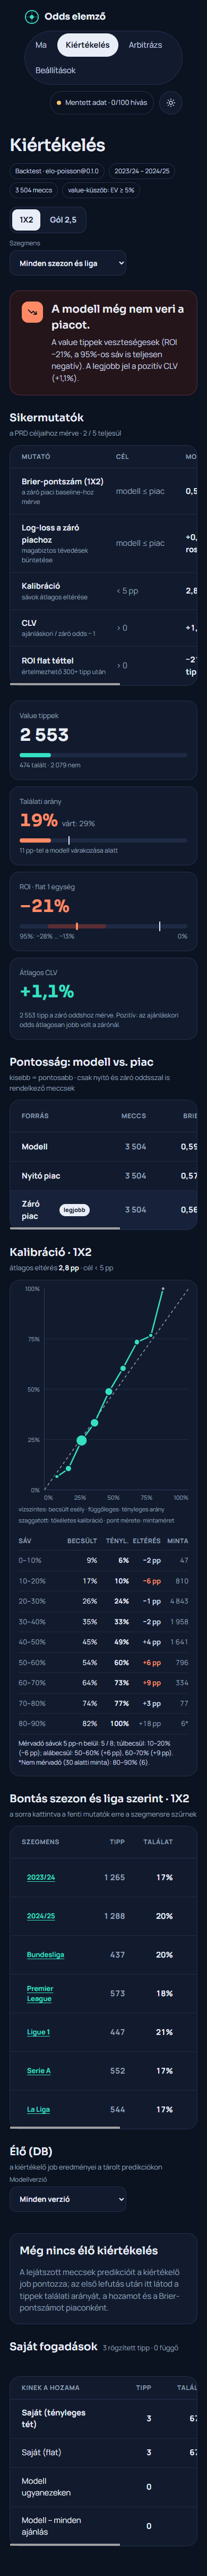 Odds elemző
Ma
Kiértékelés
Arbitrázs
Beállítások
Mentett adat · 0/100 hívás
Kiértékelés
Backtest · elo-poisson@0.1.0
2023/24 – 2024/25
3 504 meccs
value-küszöb: EV ≥ 5%
1X2
Gól 2,5
Szegmens
Minden szezon és liga
A modell még nem veri a
piacot.
A value tippek veszteségesek (ROI
−21%, a 95%-os sáv is teljesen
negatív). A legjobb jel a pozitív CLV
(+1,1%).
Sikermutatók
a PRD céljaihoz mérve · 2 / 5 teljesül
MUTATÓ CÉL MO
Brier-pontszám (1X2)
a záró piaci baseline-hoz
mérve
modell ≤ piac
0,5
Log-loss a záró
piachoz
magabiztos tévedések
büntetése
modell ≤ piac
+0,
ros
Kalibráció
sávok átlagos eltérése
< 5 pp
2,8
CLV
ajánláskori / záró odds − 1
> 0
+1,
ROI flat téttel
értelmezhető 300+ tipp után
> 0
−2
tip
Value tippek
2 553
474 talált · 2 079 nem
Találati arány
19% várt: 29%
11 pp-tel a modell várakozása alatt
ROI · flat 1 egység
−21%
95%: −28% … −13% 0%
Átlagos CLV
+1,1%
2 553 tipp a záró oddshoz mérve. Pozitív: az ajánláskori
odds átlagosan jobb volt a zárónál.
Pontosság: modell vs. piac
kisebb = pontosabb · csak nyitó és záró oddsszal is
rendelkező meccsek
FORRÁS MECCS BRIE
Modell 3 504 0,59
Nyitó piac 3 504 0,57
Záró
piac
legjobb
3 504 0,56
Kalibráció · 1X2
átlagos eltérés 2,8 pp · cél < 5 pp
100%
75%
50%
25%
0%
0% 25% 50% 75% 100%
vízszintes: becsült esély · függőleges: tényleges arány
szaggatott: tökéletes kalibráció · pont mérete: mintaméret
SÁV BECSÜLT TÉNYL. ELTÉRÉS MINTA
0–10% 9% 6% −2 pp 47
10–20% 17% 10% −6 pp 810
20–30% 26% 24% −1 pp 4 843
30–40% 35% 33% −2 pp 1 958
40–50% 45% 49% +4 pp 1 641
50–60% 54% 60% +6 pp 796
60–70% 64% 73% +9 pp 334
70–80% 74% 77% +3 pp 77
80–90% 82% 100% +18 pp 6*
Mérvadó sávok 5 pp-n belül: 5 / 8; túlbecsül: 10–20%
(−6 pp); alábecsül: 50–60% (+6 pp), 60–70% (+9 pp).
*Nem mérvadó (30 alatti minta): 80–90% (6).
Bontás szezon és liga szerint · 1X2
a sorra kattintva a fenti mutatók erre a szegmensre szűrnek
SZEGMENS TIPP TALÁLAT
2023/24 1 265 17%
2024/25 1 288 20%
Bundesliga 437 20%
Premier
League
573 18%
Ligue 1 447 21%
Serie A 552 17%
La Liga 544 17%
Élő (DB)
a kiértékelő job eredményei a tárolt predikciókon
Modellverzió
Minden verzió
Még nincs élő kiértékelés
A lejátszott meccsek predikcióit a kiértékelő
job pontozza; az első lefutás után itt látod a
tippek találati arányát, a hozamot és a Brier-
pontszámot piaconként.
Saját fogadások 3 rögzített tipp · 0 függő
KINEK A HOZAMA TIPP TALÁL
Saját (tényleges
tét)
3 6
Saját (flat) 3 6
Modell
ugyanezeken
0
Modell – minden
ajánlás
0